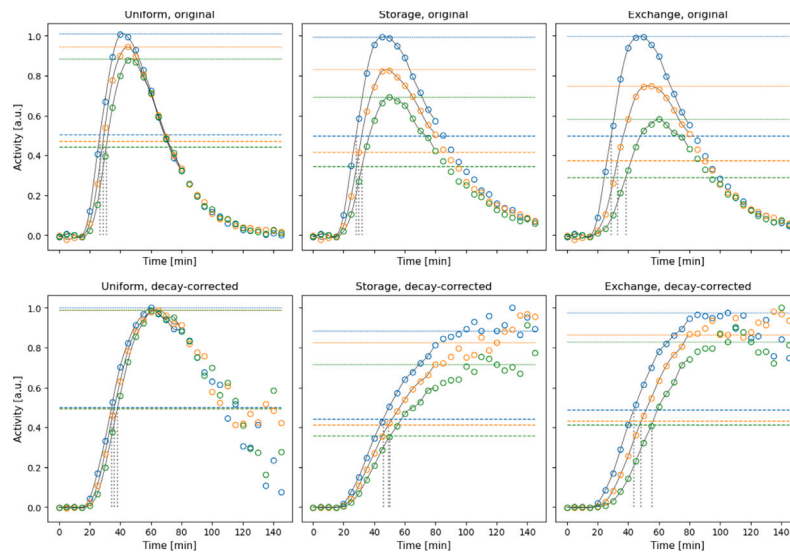 Uniform, original
Storage, original
Exchange, original
Activity [a.u.]
1.0
0.8
0.6
0.4
0.2
0.0
Time [min]
Activity [a.u.]
Time [min]
Activity [a.u.]
Time [min]
Uniform, decay-corrected
Storage, decay-corrected
Exchange, decay-corrected
Activity [a.u.]
1.0
0.8
0.6
0.4
0.2
0.0
0 20 40 60 80 100 120 140
Time [min]
0 20 40 60 80 100 120 140
Time [min]
0 20 40 60 80 100 120 140
Time [min]